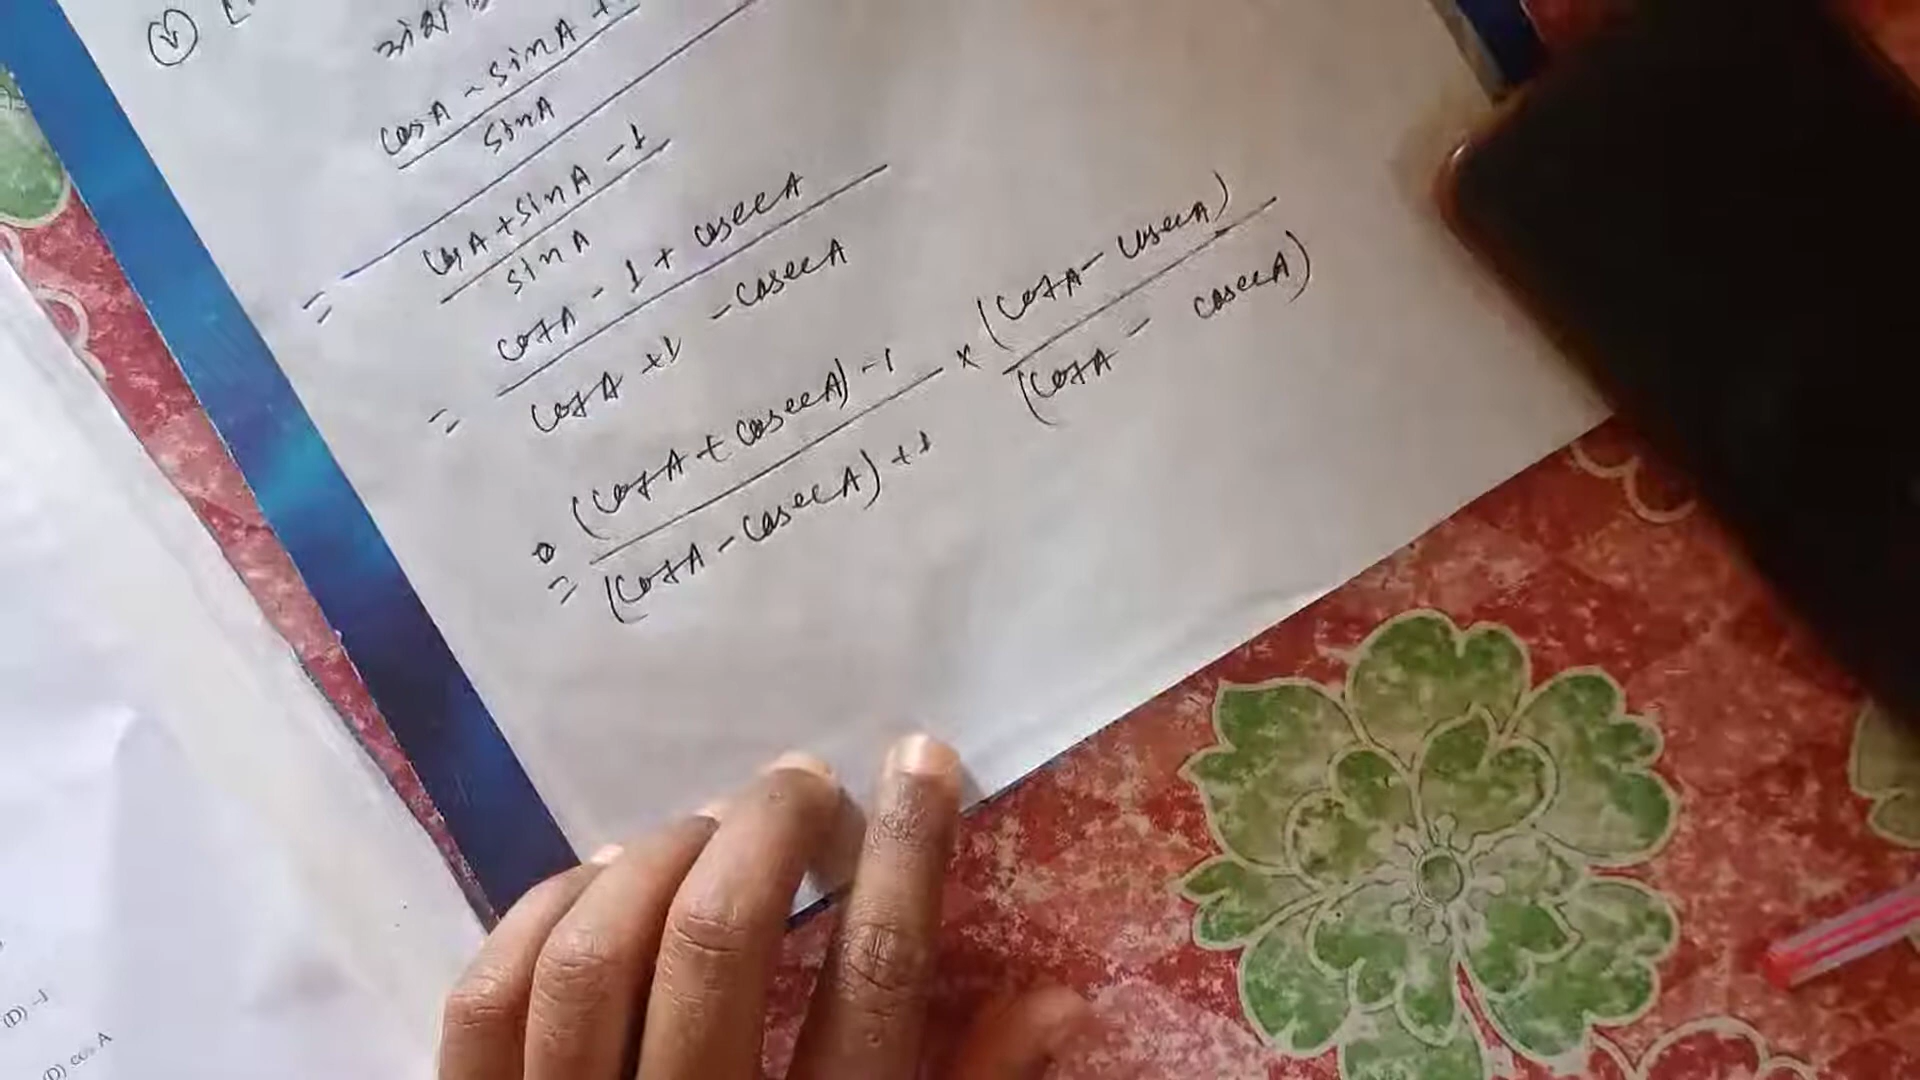 (v)
cosA - sinA +
sinA
=
cosA + sinA - 1
sinA
= cotA - 1 + cosecA
cotA + 1 - cosecA
= (cotA + cosecA) - 1 × (cotA - cosecA)
(cotA - cosecA) + 1 (cotA - cosecA)
(D) -1
(D) cos A